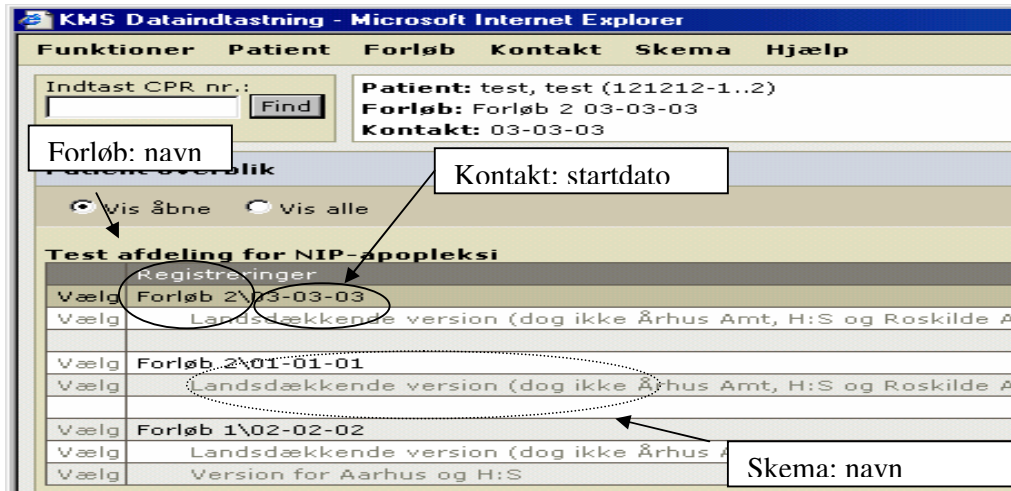 KMS Dataindtastning - Microsoft Internet Explorer
Funktioner Patient Forløb Kontakt Skema Hjælp
Indtast CPR nr.:
Find
Patient: test, test (121212-1..2)
Forløb: Forløb 2 03-03-03
Kontakt: 03-03-03
Forløb: navn
Kontakt: startdato
Patient overblik
Vis åbne Vis alle
Test afdeling for NIP-apopleksi
Registreringer
Vælg Forløb 2\03-03-03
Vælg Landsdækkende version (dog ikke Århus Amt, H:S og Roskilde A
Vælg Forløb 2\01-01-01
Vælg Landsdækkende version (dog ikke Århus Amt, H:S og Roskilde A
Vælg Forløb 1\02-02-02
Vælg Landsdækkende version (dog ikke Århus A
Vælg Version for Aarhus og H:S
Skema: navn